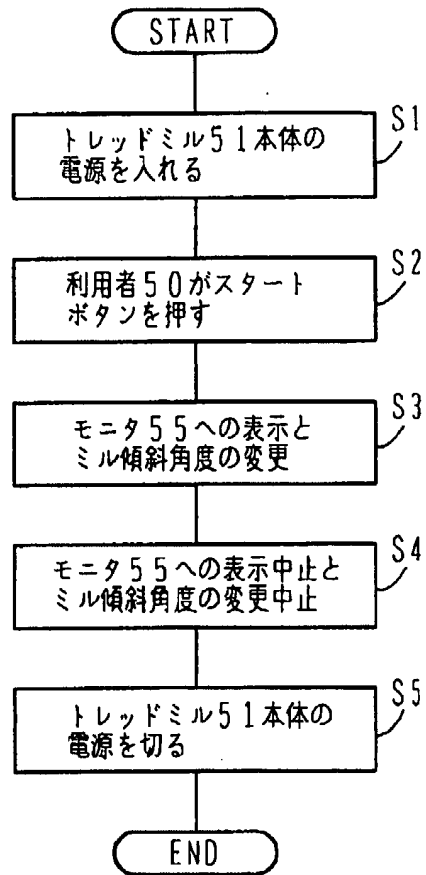 START
トレッドミル51本体の
電源を入れる
S1
利用者50がスタート
ボタンを押す
S2
モニタ55への表示と
ミル傾斜角度の変更
S3
モニタ55への表示中止と
ミル傾斜角度の変更中止
S4
トレッドミル51本体の
電源を切る
S5
END